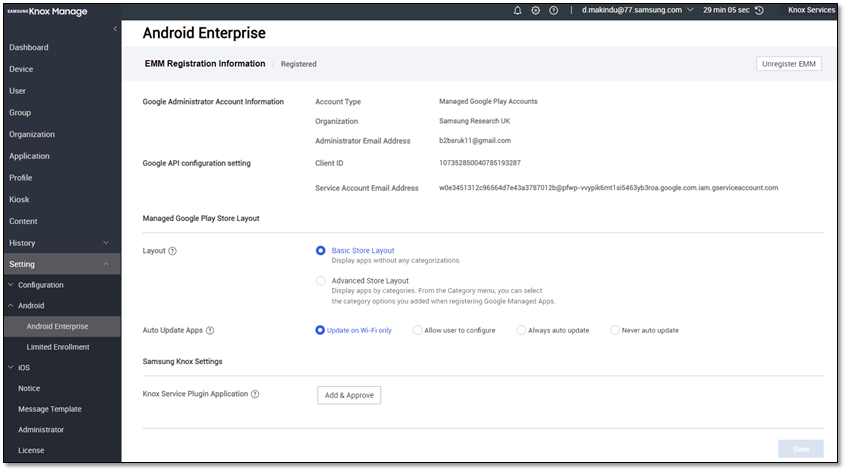 SAMSUNG Knox Manage
d.makindu@77.samsung.com
29 min 05 sec
Knox Services
Dashboard
Device
User
Group
Organization
Application
Profile
Kiosk
Content
History
Setting
Configuration
Android
Android Enterprise
Limited Enrollment
iOS
Notice
Message Template
Administrator
License
Android Enterprise
EMM Registration Information
Registered
Unregister EMM
Google Administrator Account Information
Account Type
Managed Google Play Accounts
Organization
Samsung Research UK
Administrator Email Address
b2bsruk11@gmail.com
Google API configuration setting
Client ID
107352850040785193287
Service Account Email Address
w0e3451312c96564d7e43a3787012b@pfwp-vvypik6mt1si5463yb3roa.google.com.iam.gserviceaccount.com
Managed Google Play Store Layout
Layout ?
Basic Store Layout
Display apps without any categorizations.
Advanced Store Layout
Display apps by categories. From the Category menu, you can select
the category options you added when registering Google Managed Apps.
Auto Update Apps ?
Update on Wi-Fi only
Allow user to configure
Always auto update
Never auto update
Samsung Knox Settings
Knox Service Plugin Application ?
Add & Approve
Save